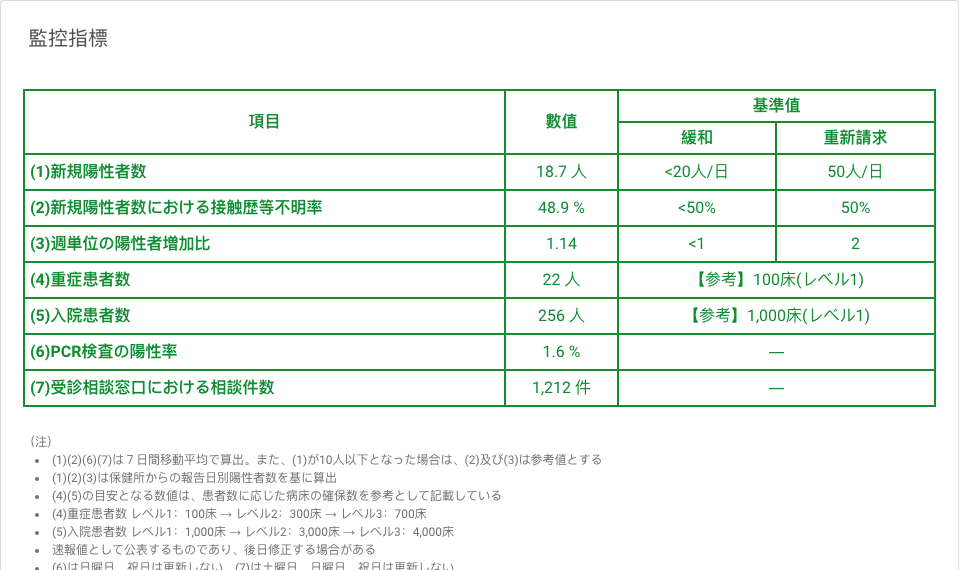 監控指標
項目 數值 基準值
緩和 重新請求
(1)新規陽性者数 18.7 人 <20人/日 50人/日
(2)新規陽性者数における接触歴等不明率 48.9 % <50% 50%
(3)週単位の陽性者増加比 1.14 <1 2
(4)重症患者数 22 人 【参考】100床(レベル1)
(5)入院患者数 256 人 【参考】1,000床(レベル1)
(6)PCR検査の陽性率 1.6 % —
(7)受診相談窓口における相談件数 1,212 件 —
（注）
• (1)(2)(6)(7)は７日間移動平均で算出。また、(1)が10人以下となった場合は、(2)及び(3)は参考値とする
• (1)(2)(3)は保健所からの報告日別陽性者数を基に算出
• (4)(5)の目安となる数値は、患者数に応じた病床の確保数を参考として記載している
• (4)重症患者数 レベル1：100床 → レベル2：300床 → レベル3：700床
• (5)入院患者数 レベル1：1,000床 → レベル2：3,000床 → レベル3：4,000床
• 速報値として公表するものであり、後日修正する場合がある
• (6)は日曜日、祝日は更新しない。(7)は土曜日、日曜日、祝日は更新しない